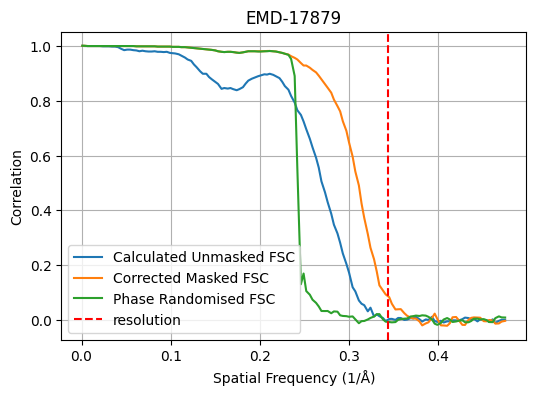 EMD-17879
1.0
0.8
0.6
0.4
0.2
0.0
Correlation
Calculated Unmasked FSC
Corrected Masked FSC
Phase Randomised FSC
resolution
0.0 0.1 0.2 0.3 0.4
Spatial Frequency (1/Å)